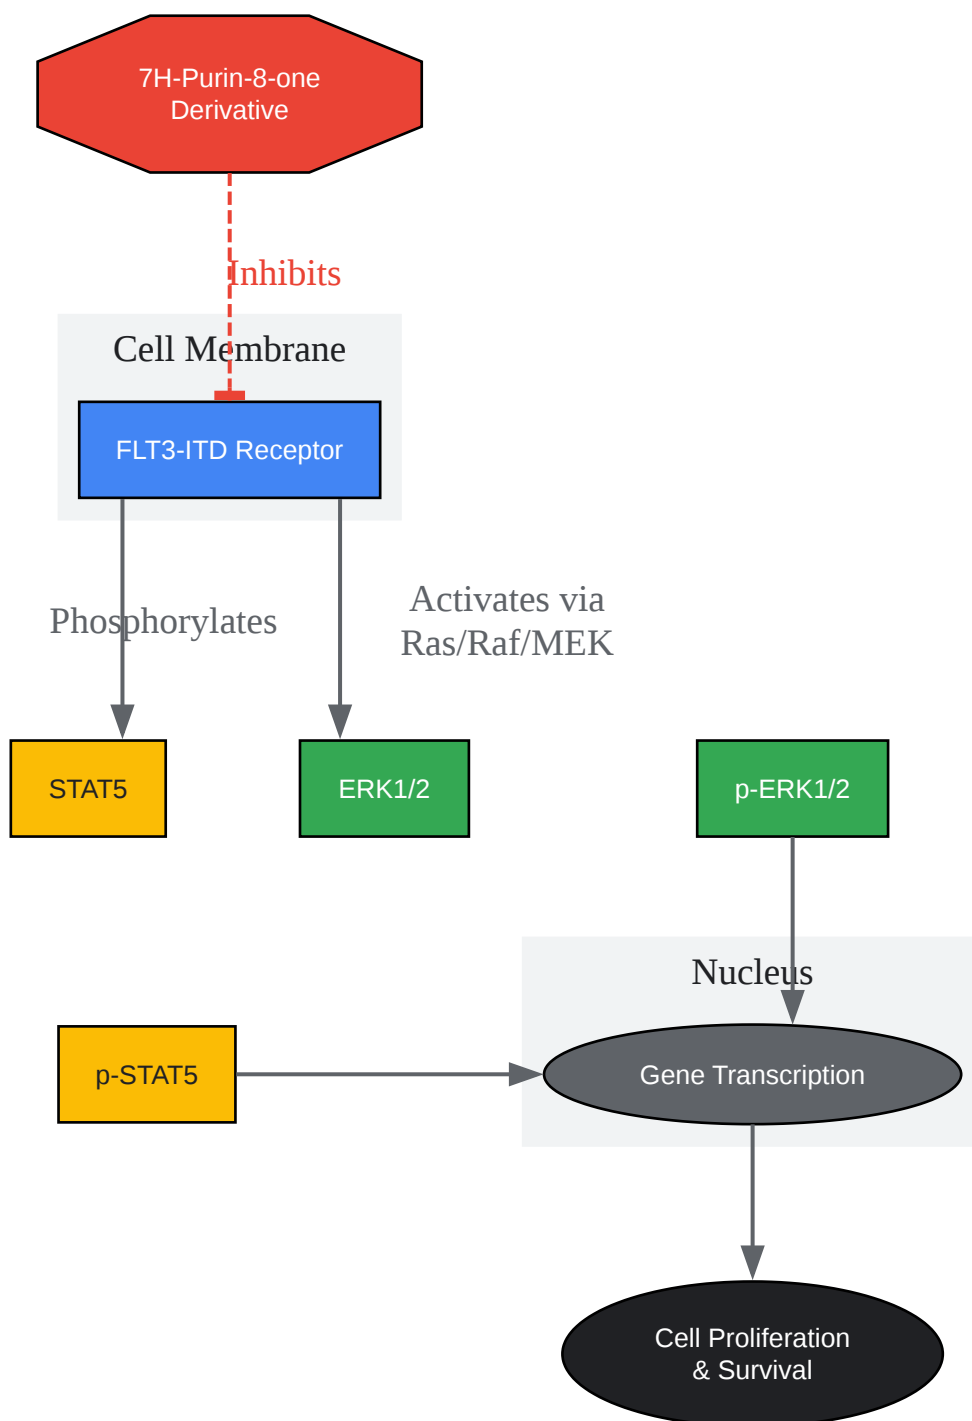 7H-Purin-8-one
Derivative
Inhibits
Cell Membrane
FLT3-ITD Receptor
Phosphorylates
Activates via
Ras/Raf/MEK
STAT5
ERK1/2
p-ERK1/2
Nucleus
p-STAT5
Gene Transcription
Cell Proliferation
& Survival